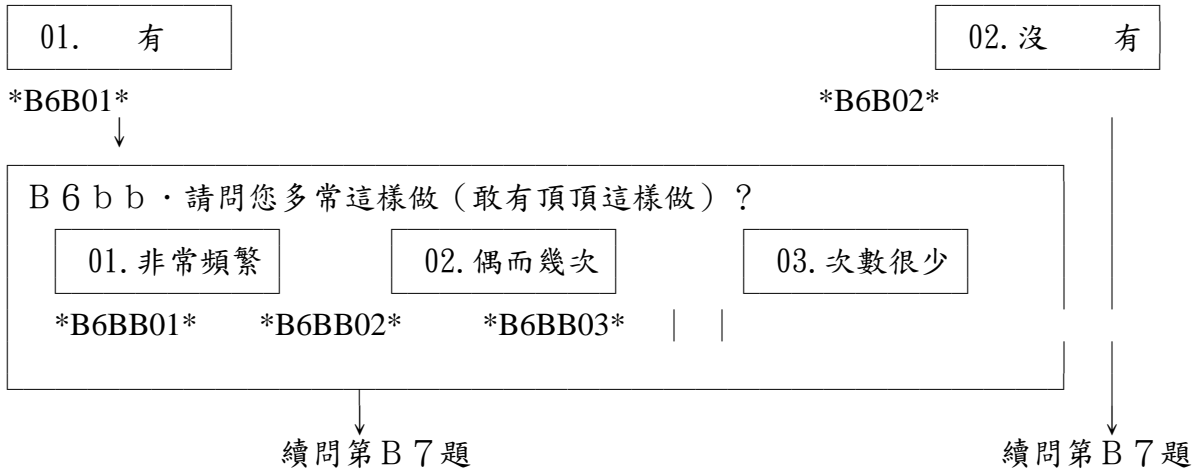 01. 有 02.沒 有
*B6B01* *B6B02*
B６bb．請問您多常這樣做（敢有頂頂這樣做）？
01.非常頻繁 02.偶而幾次 03.次數很少
*B6BB01* *B6BB02* *B6BB03*
續問第B７題 續問第B７題